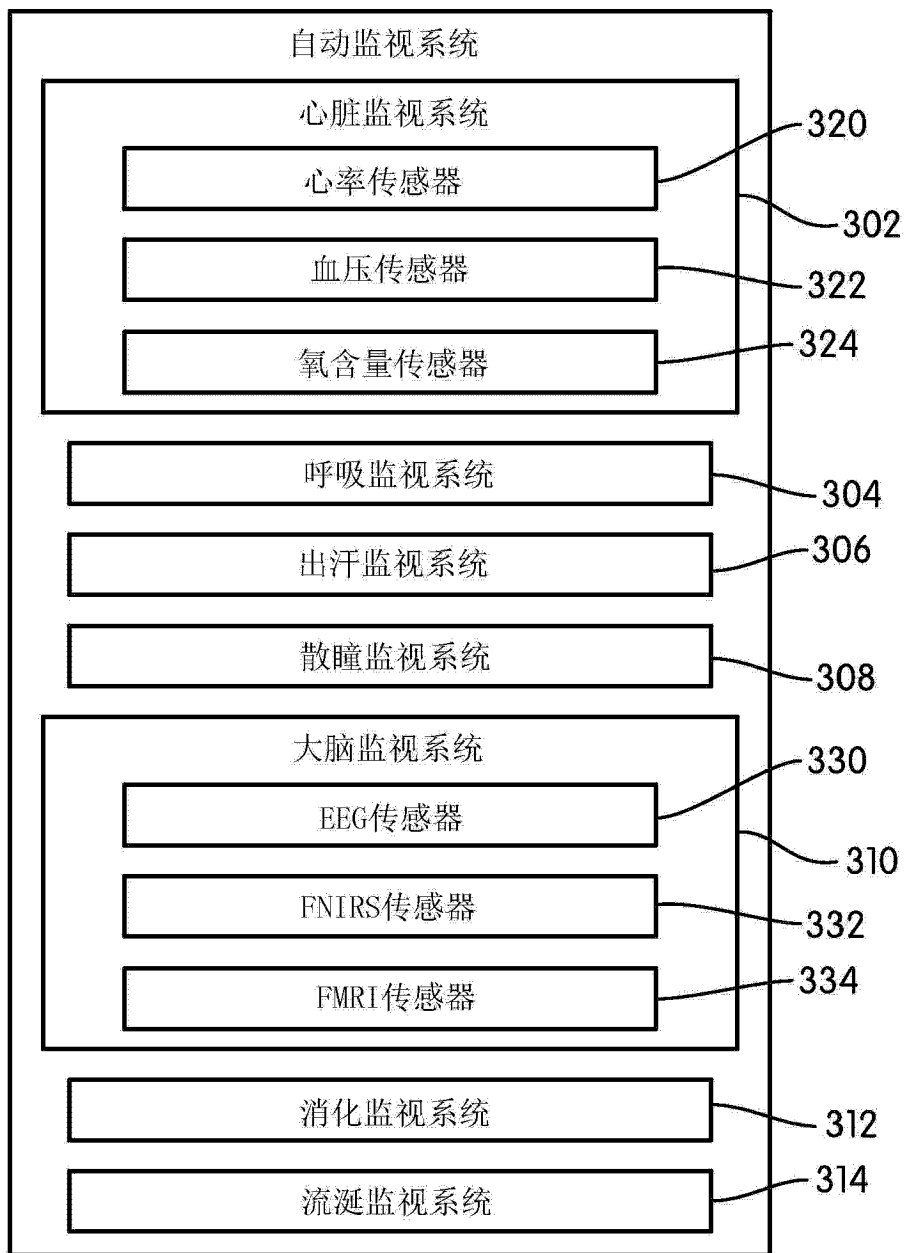 自动监视系统
心脏监视系统
320
心率传感器
302
血压传感器
322
324
氧含量传感器
呼吸监视系统
304
出汗监视系统
306
散瞳监视系统
308
大脑监视系统
330
EEG传感器
310
FNIRS传感器
332
FMRI传感器
334
消化监视系统
312
流涎监视系统
314